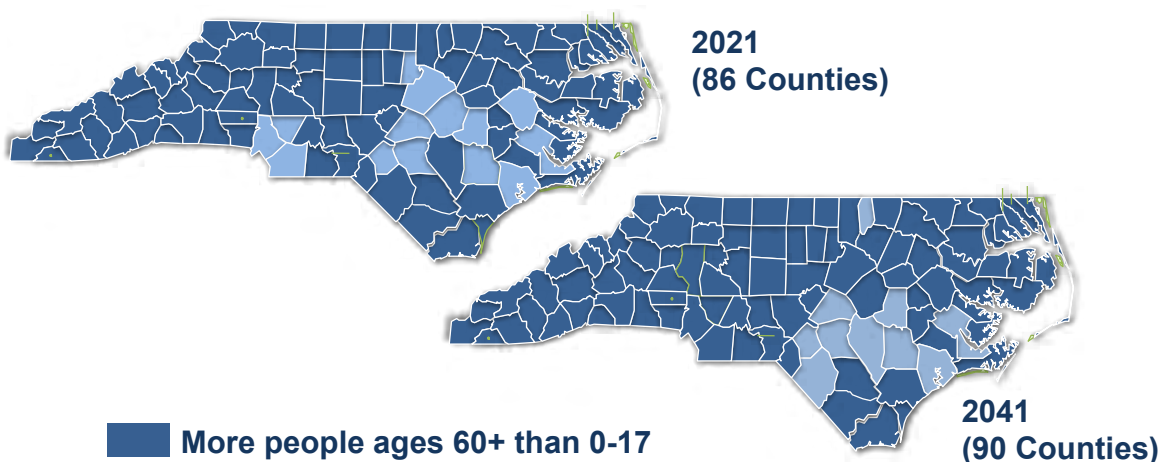 2021
(86 Counties)
2041
(90 Counties)
More people ages 60+ than 0-17